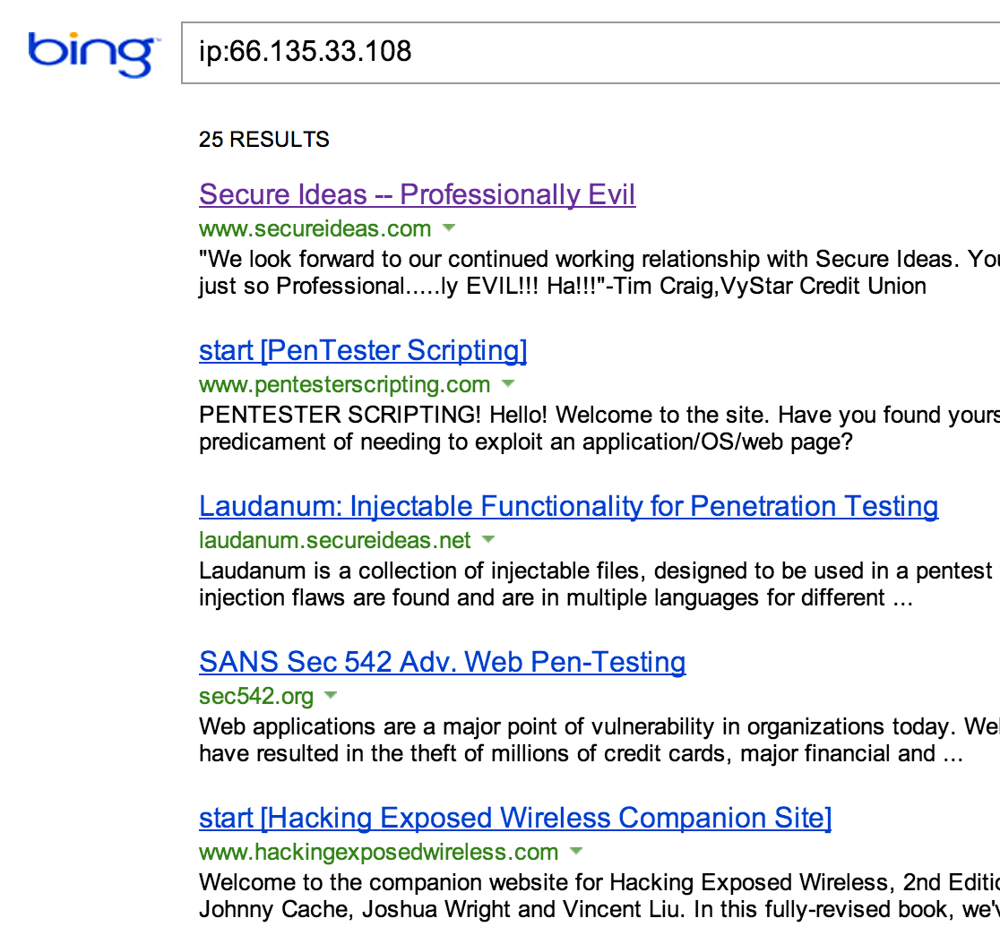 bing™
ip:66.135.33.108
25 RESULTS
Secure Ideas -- Professionally Evil
www.secureideas.com
"We look forward to our continued working relationship with Secure Ideas. You
just so Professional.....ly EVIL!!! Ha!!!"-Tim Craig,VyStar Credit Union
start [PenTester Scripting]
www.pentesterscripting.com
PENTESTER SCRIPTING! Hello! Welcome to the site. Have you found yours
predicament of needing to exploit an application/OS/web page?
Laudanum: Injectable Functionality for Penetration Testing
laudanum.secureideas.net
Laudanum is a collection of injectable files, designed to be used in a pentest
injection flaws are found and are in multiple languages for different ...
SANS Sec 542 Adv. Web Pen-Testing
sec542.org
Web applications are a major point of vulnerability in organizations today. Wel
have resulted in the theft of millions of credit cards, major financial and ...
start [Hacking Exposed Wireless Companion Site]
www.hackingexposedwireless.com
Welcome to the companion website for Hacking Exposed Wireless, 2nd Editic
Johnny Cache, Joshua Wright and Vincent Liu. In this fully-revised book, we'v